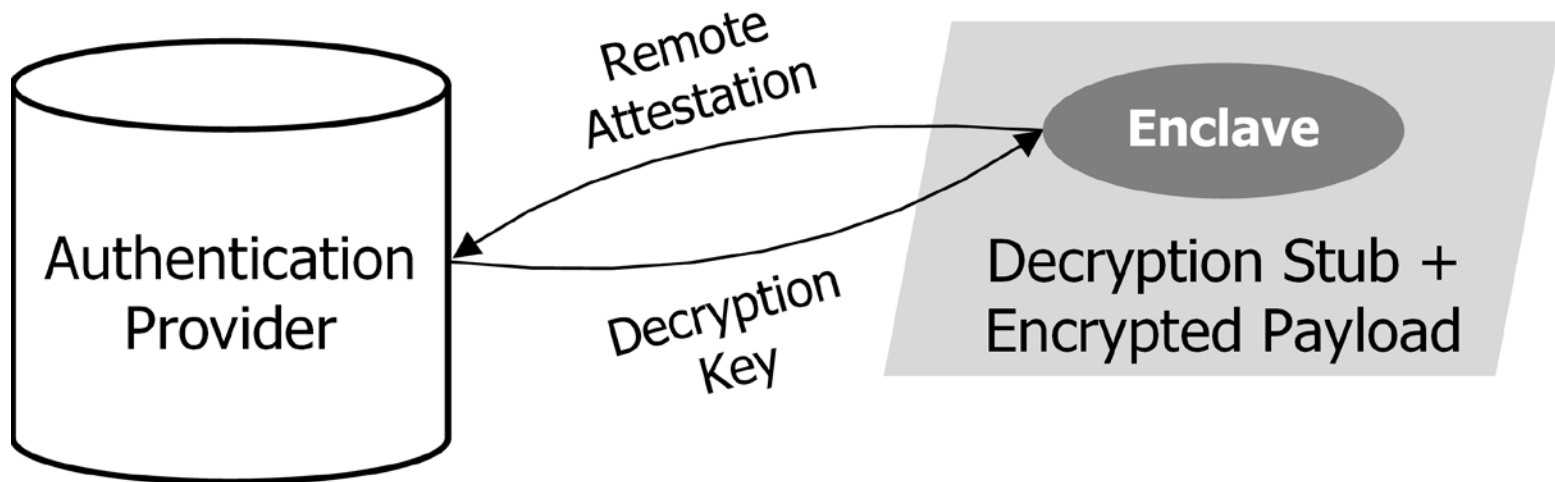 Authentication
Provider
Remote
Attestation
Decryption
Key
Enclave
Decryption Stub +
Encrypted Payload